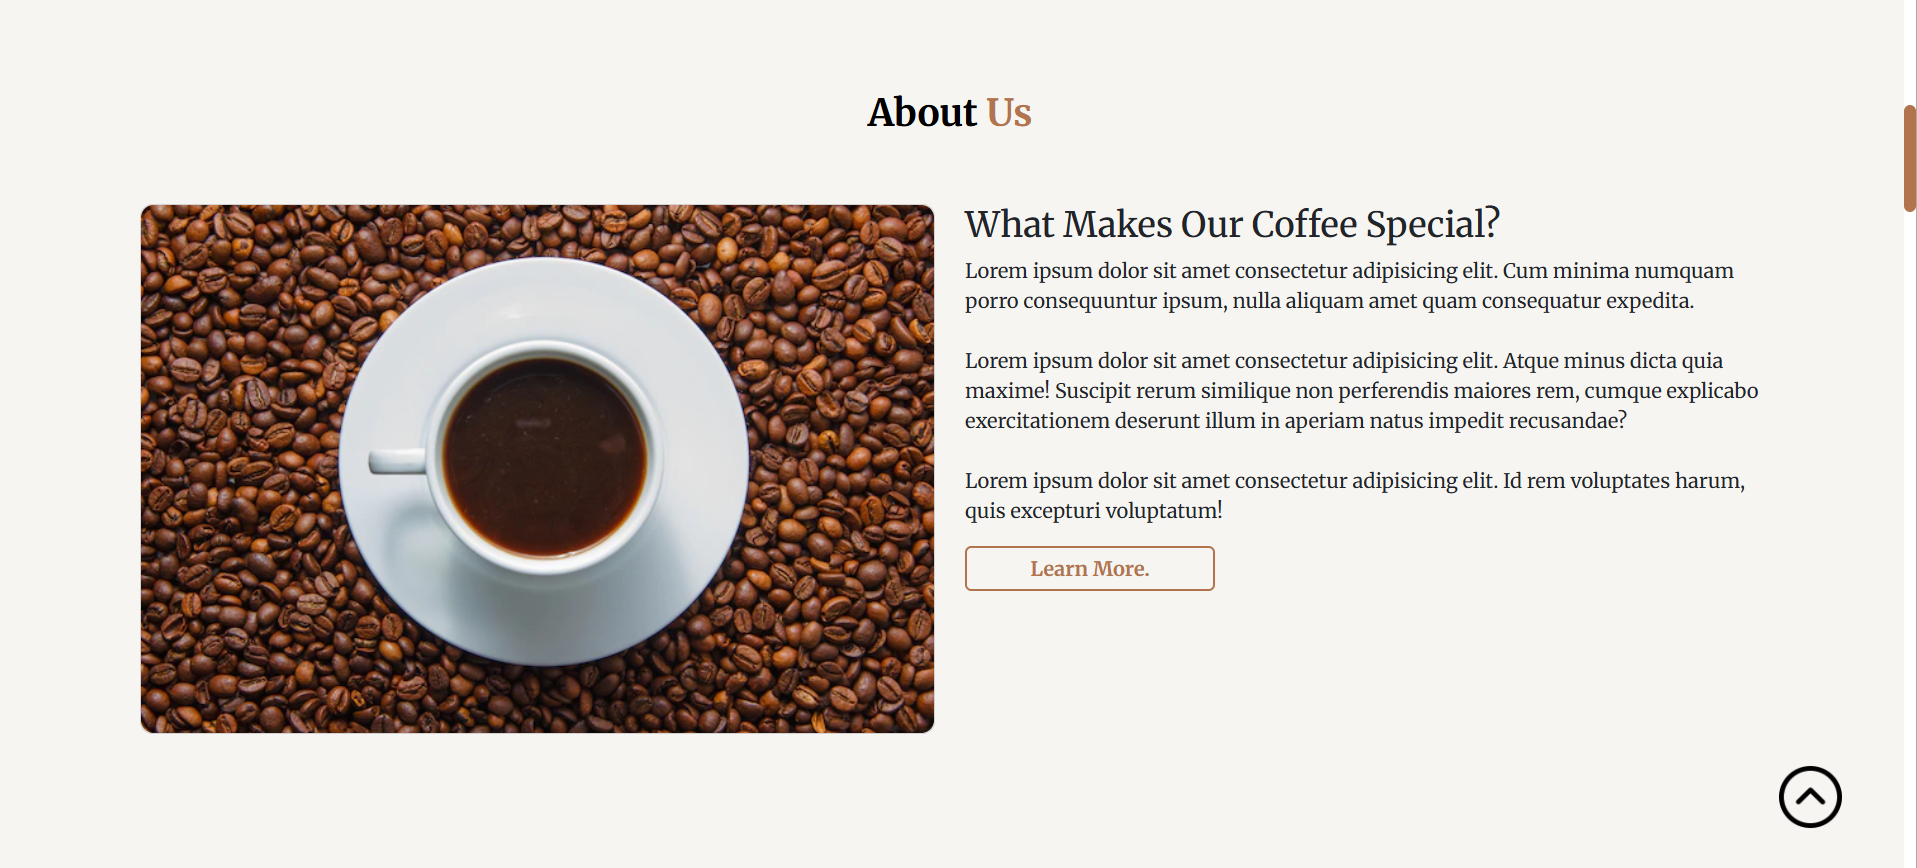 About Us
What Makes Our Coffee Special?
Lorem ipsum dolor sit amet consectetur adipisicing elit. Cum minima numquam
porro consequuntur ipsum, nulla aliquam amet quam consequatur expedita.
Lorem ipsum dolor sit amet consectetur adipisicing elit. Atque minus dicta quia
maxime! Suscipit rerum similique non perferendis maiores rem, cumque explicabo
exercitationem deserunt illum in aperiam natus impedit recusandae?
Lorem ipsum dolor sit amet consectetur adipisicing elit. Id rem voluptates harum,
quis excepturi voluptatum!
Learn More.